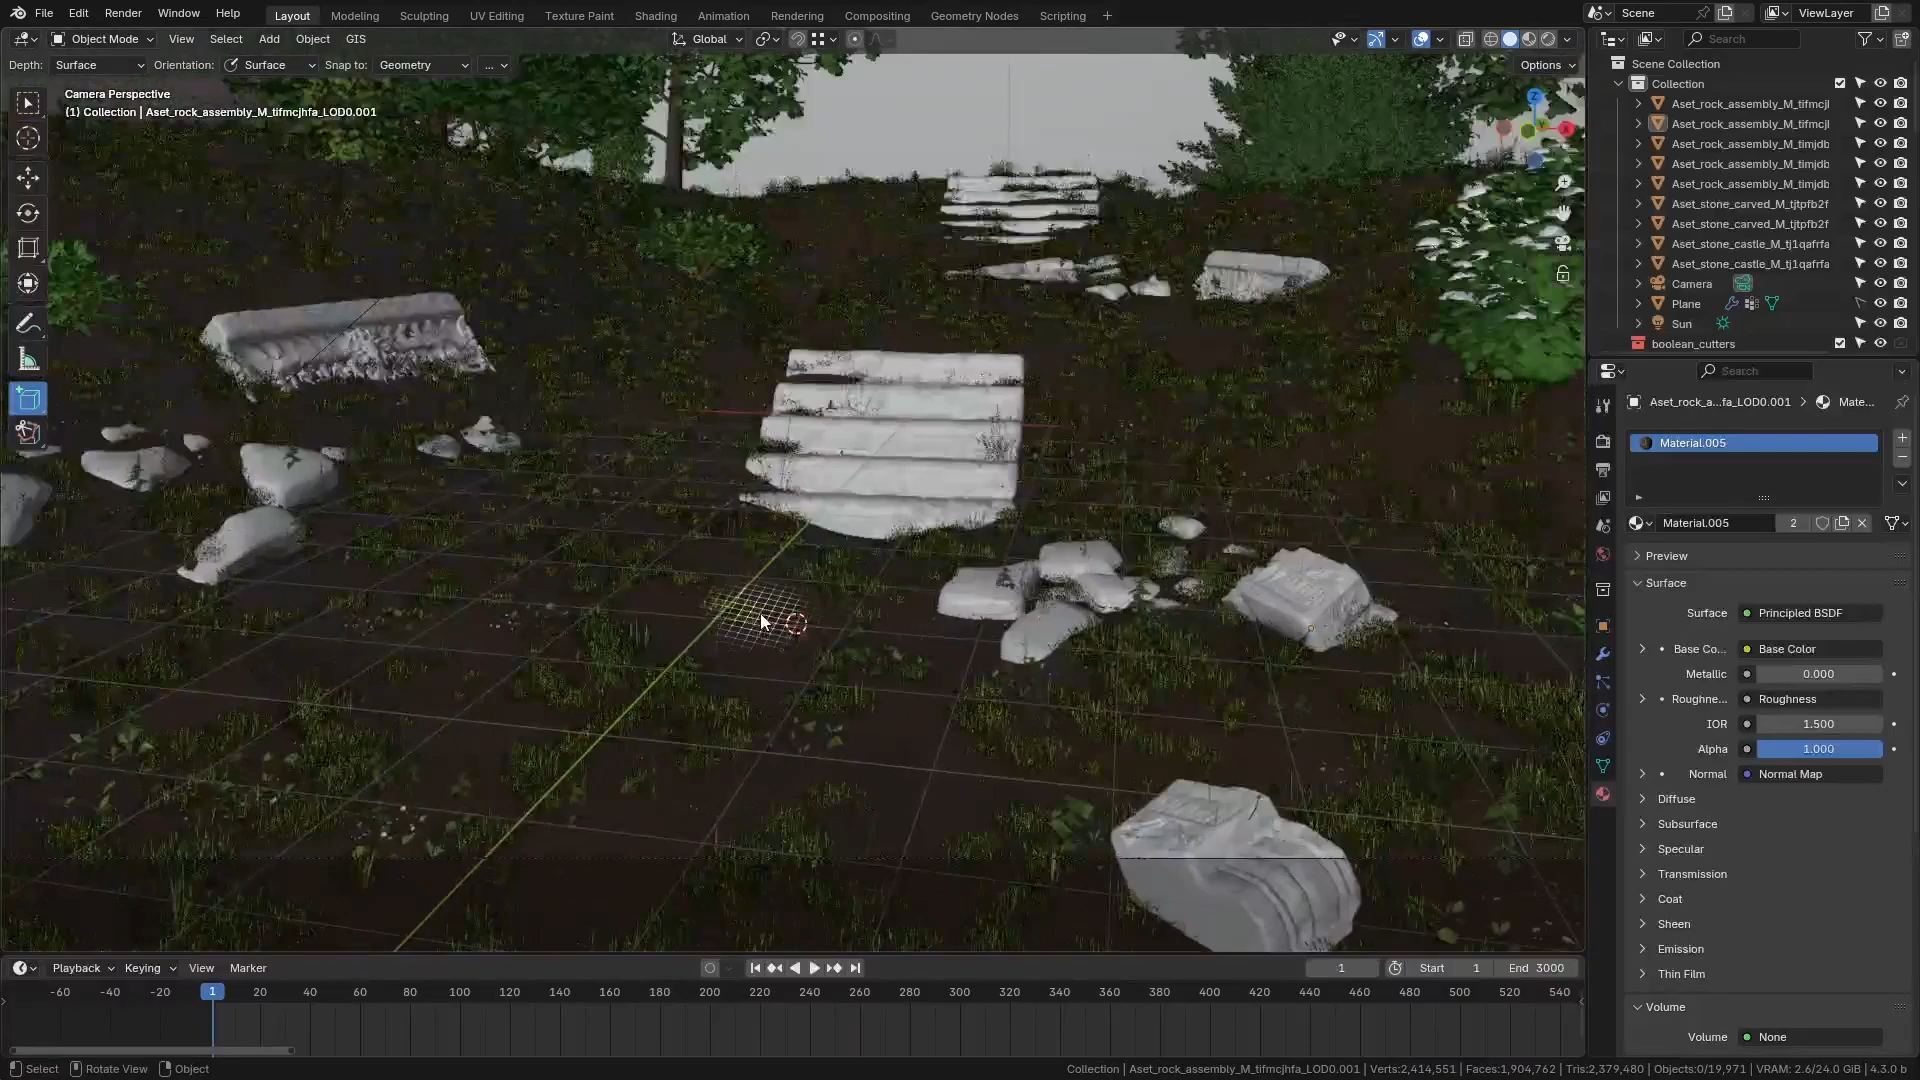 File Edit Render Window Help Layout Modeling Sculpting UV Editing Texture Paint Shading Animation Rendering Compositing Geometry Nodes Scripting + Scene ViewLayer
Object Mode View Select Add Object GIS Global Search
Depth: Surface Orientation: Surface Snap to: Geometry ... Options
Camera Perspective
(1) Collection | Aset_rock_assembly_M_tifmcjhfa_LOD0.001
Z
Scene Collection
Collection
Aset_rock_assembly_M_tifmcjl
Aset_rock_assembly_M_tifmcjl
Aset_rock_assembly_M_timjdb
Aset_rock_assembly_M_timjdb
Aset_rock_assembly_M_timjdb
Aset_stone_carved_M_tjtpfb2f
Aset_stone_carved_M_tjtpfb2f
Aset_stone_castle_M_tj1qafrfa
Aset_stone_castle_M_tj1qafrfa
Camera
Plane
Sun
boolean_cutters
Search
Aset_rock_a...fa_LOD0.001 Mate...
Material.005
Material.005 2
Preview
Surface
Surface Principled BSDF
Base Co... Base Color
Metallic 0.000
Roughne... Roughness
IOR 1.500
Alpha 1.000
Normal Normal Map
Diffuse
Subsurface
Specular
Transmission
Coat
Sheen
Emission
Thin Film
Volume
Volume None
Playback Keying View Marker 1 Start 1 End 3000
-60 -40 -20 1 20 40 60 80 100 120 140 160 180 200 220 240 260 280 300 320 340 360 380 400 420 440 460 480 500 520 540
Select Rotate View Object Collection | Aset_rock_assembly_M_tifmcjhfa_LOD0.001 | Verts:2,414,551 | Faces:1,904,762 | Tris:2,379,480 | Objects:0/19,971 | VRAM: 2.6/24.0 GiB | 4.3.0 b